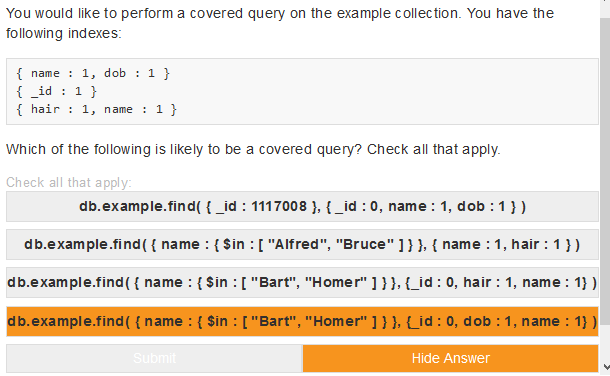 You would like to perform a covered query on the example collection. You have the
following indexes:
{ name : 1, dob : 1 }
{ _id : 1 }
{ hair : 1, name : 1 }
Which of the following is likely to be a covered query? Check all that apply.
Check all that apply:
db.example.find( { _id : 1117008 }, { _id : 0, name : 1, dob : 1 } )
db.example.find( { name : { $in : [ "Alfred", "Bruce" ] } }, { name : 1, hair : 1 } )
db.example.find( { name : { $in : [ "Bart", "Homer" ] } }, {_id : 0, hair : 1, name : 1} )
db.example.find( { name : { $in : [ "Bart", "Homer" ] } }, {_id : 0, dob : 1, name : 1} )
Submit
Hide Answer